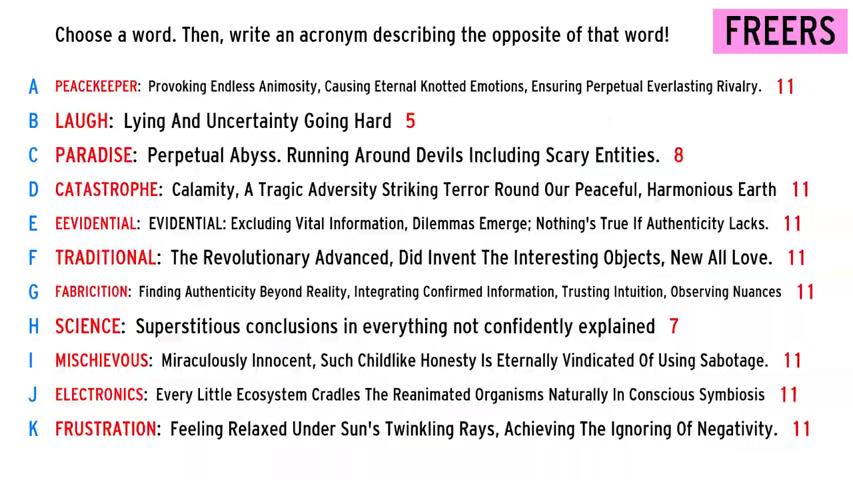 Choose a word. Then, write an acronym describing the opposite of that word!
FREERS
A PEACEKEEPER: Provoking Endless Animosity, Causing Eternal Knotted Emotions, Ensuring Perpetual Everlasting Rivalry. 11
B LAUGH: Lying And Uncertainty Going Hard 5
C PARADISE: Perpetual Abyss. Running Around Devils Including Scary Entities. 8
D CATASTROPHE: Calamity, A Tragic Adversity Striking Terror Round Our Peaceful, Harmonious Earth 11
E EEVIDENTIAL: EVIDENTIAL: Excluding Vital Information, Dilemmas Emerge; Nothing's True If Authenticity Lacks. 11
F TRADITIONAL: The Revolutionary Advanced, Did Invent The Interesting Objects, New All Love. 11
G FABRICITION: Finding Authenticity Beyond Reality, Integrating Confirmed Information, Trusting Intuition, Observing Nuances 11
H SCIENCE: Superstitious conclusions in everything not confidently explained 7
I MISCHIEVOUS: Miraculously Innocent, Such Childlike Honesty Is Eternally Vindicated Of Using Sabotage. 11
J ELECTRONICS: Every Little Ecosystem Cradles The Reanimated Organisms Naturally In Conscious Symbiosis 11
K FRUSTRATION: Feeling Relaxed Under Sun's Twinkling Rays, Achieving The Ignoring Of Negativity. 11